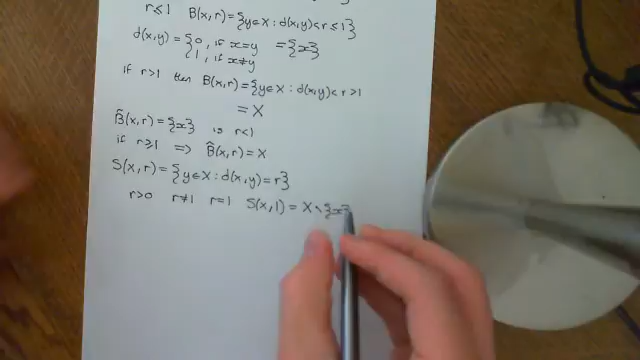 r≤1 B(x,r) = {y∈X : d(x,y)<r≤1}
d(x,y) = { 0, if x=y = {x}
1, if x≠y
if r>1 then B(x,r) = {y∈X : d(x,y)<r>1
= X
B̂(x,r) = {x} is r<1
if r≥1 ⟹ B̂(x,r) = X
S(x,r) = {y∈X : d(x,y)=r}
r>0 r≠1 r=1 S(x,1) = X∖{x}